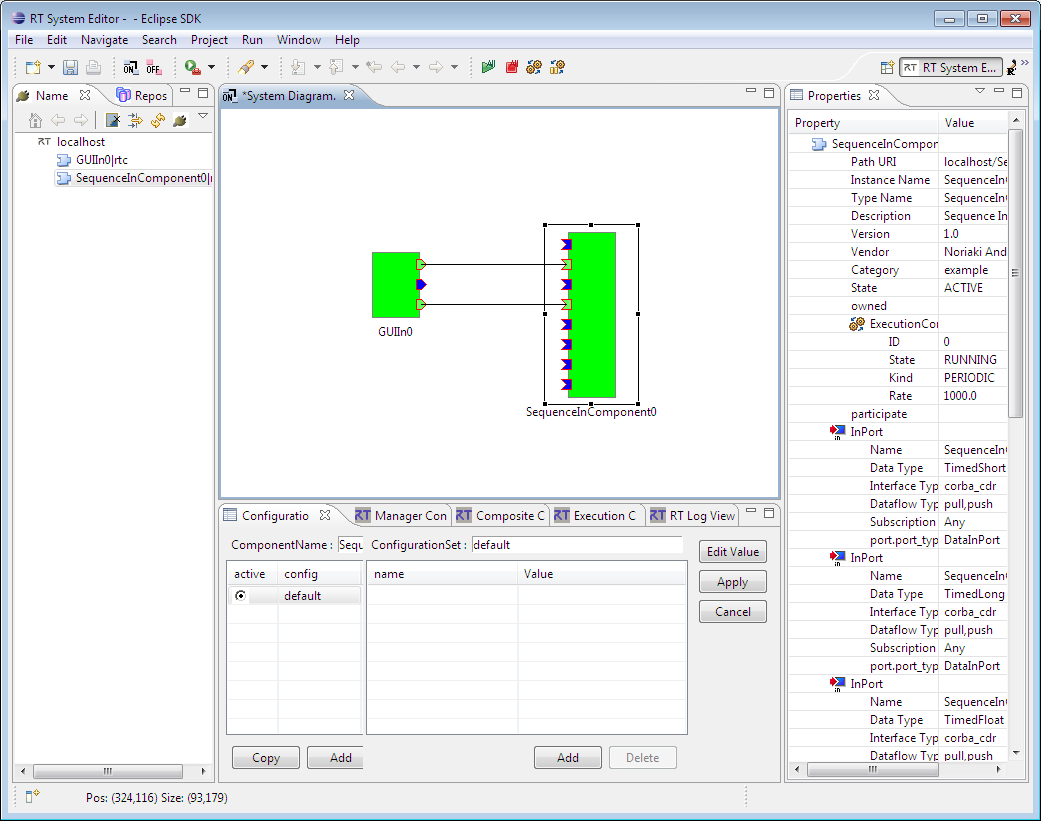 RT System Editor - - Eclipse SDK
File Edit Navigate Search Project Run Window Help
ON OFF
RT RT System E...
Name Repos
RT localhost
GUIIn0|rtc
SequenceInComponent0|r
ON *System Diagram.
GUIIn0
SequenceInComponent0
Configuratio RT Manager Con RT Composite C RT Execution C RT RT Log View
ComponentName : Sequ ConfigurationSet : default
active config name Value
default
Edit Value
Apply
Cancel
Copy Add Add Delete
Properties
Property Value
SequenceInCompor
Path URI localhost/Se
Instance Name SequenceIn
Type Name SequenceIn
Description Sequence In
Version 1.0
Vendor Noriaki And
Category example
State ACTIVE
owned
ExecutionCo
ID 0
State RUNNING
Kind PERIODIC
Rate 1000.0
participate
InPort
Name SequenceIn
Data Type TimedShort
Interface Typ corba_cdr
Dataflow Typ pull,push
Subscription Any
port.port_typ DataInPort
InPort
Name SequenceIn
Data Type TimedLong
Interface Typ corba_cdr
Dataflow Typ pull,push
Subscription Any
port.port_typ DataInPort
InPort
Name SequenceIn
Data Type TimedFloat
Interface Typ corba_cdr
Dataflow Typ pull,push
Pos: (324,116) Size: (93,179)